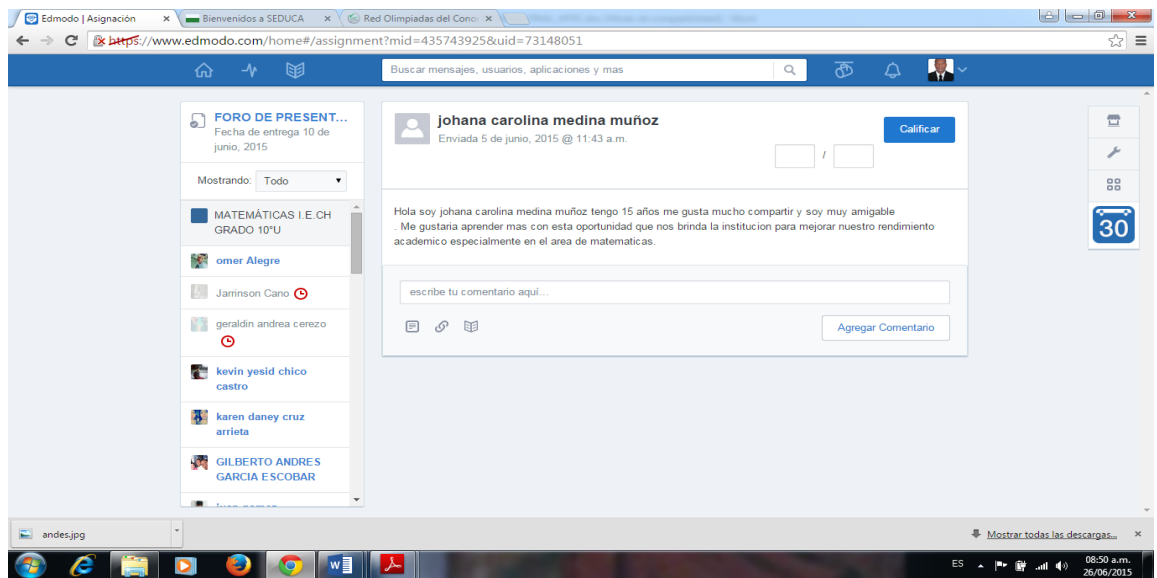 Edmodo | Asignación
Bienvenidos a SEDUCA
Red Olimpiadas del Cono
https://www.edmodo.com/home#/assignment?mid=435743925&uid=73148051
Buscar mensajes, usuarios, aplicaciones y mas
FORO DE PRESENT...
Fecha de entrega 10 de
junio, 2015
Mostrando: Todo
MATEMÁTICAS I.E.CH
GRADO 10°U
omer Alegre
Jarrinson Cano
geraldin andrea cerezo
kevin yesid chico
castro
karen daney cruz
arrieta
GILBERTO ANDRES
GARCIA ESCOBAR
johana carolina medina muñoz
Enviada 5 de junio, 2015 @ 11:43 a.m.
/
Calificar
Hola soy johana carolina medina muñoz tengo 15 años me gusta mucho compartir y soy muy amigable
. Me gustaria aprender mas con esta oportunidad que nos brinda la institucion para mejorar nuestro rendimiento
academico especialmente en el area de matematicas.
escribe tu comentario aquí...
Agregar Comentario
30
andes.jpg
Mostrar todas las descargas...
ES
08:50 a.m.
26/06/2015